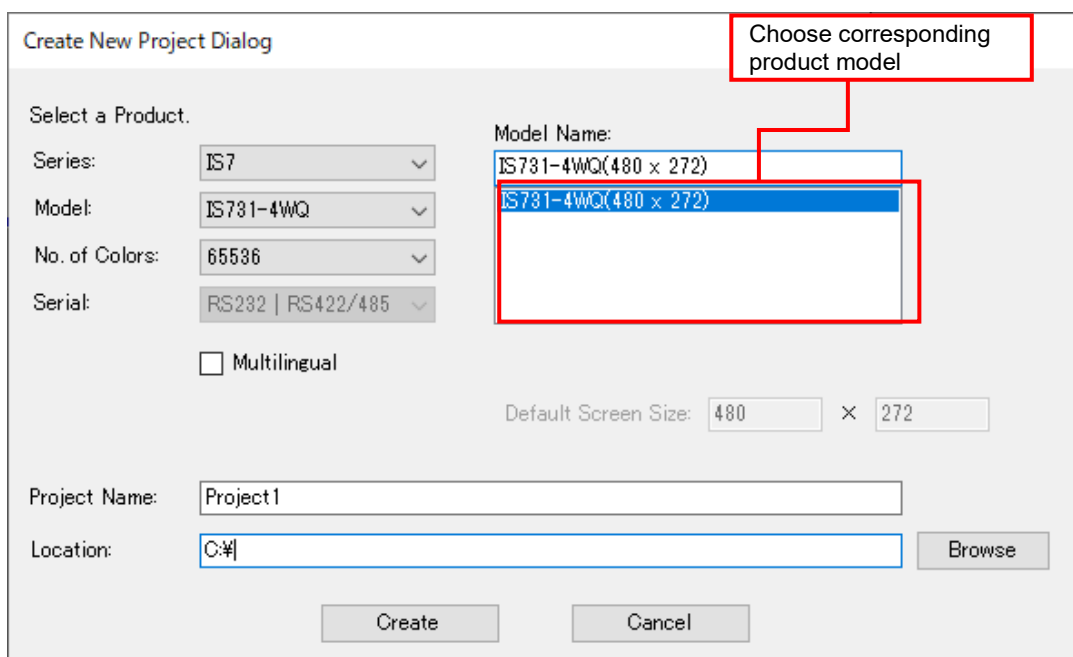 Create New Project Dialog
Choose corresponding
product model
Select a Product.
Model Name:
Series:
IS7
IS731-4WQ(480 x 272)
IS731-4WQ(480 x 272)
Model:
IS731-4WQ
No. of Colors:
65536
Serial:
RS232 | RS422/485
Multilingual
Default Screen Size:
480
×
272
Project Name:
Project1
Location:
C:¥
Browse
Create
Cancel